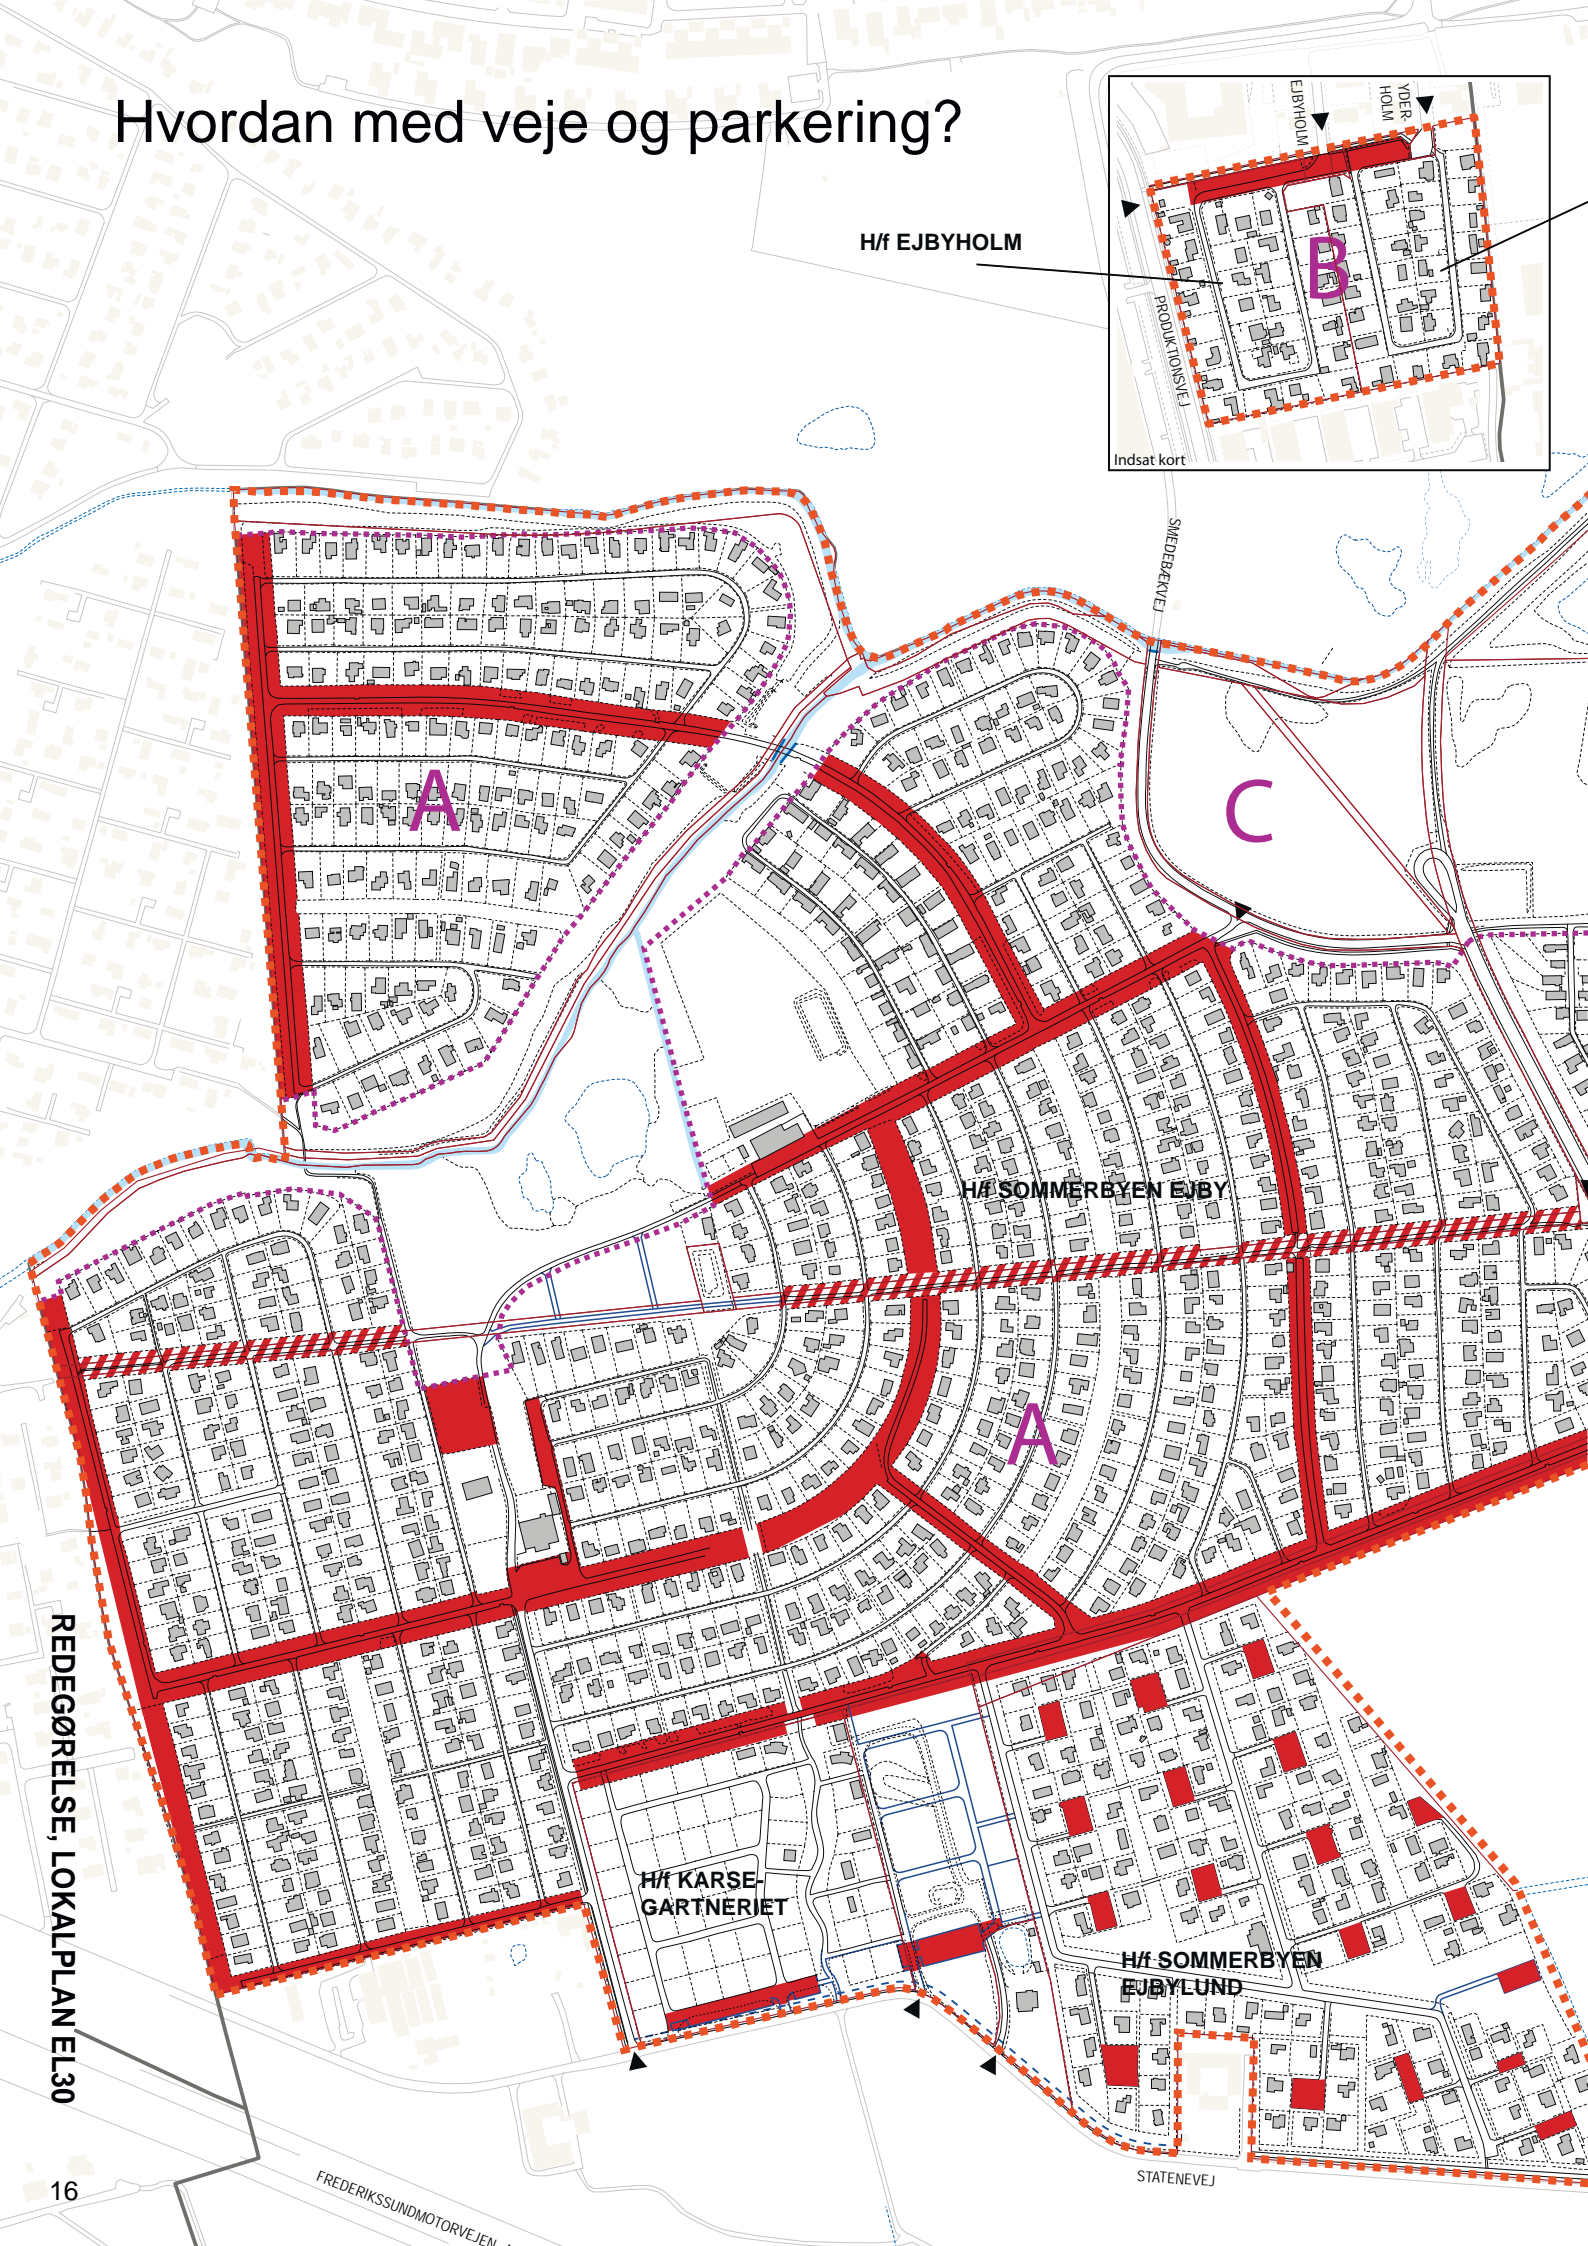 Hvordan med veje og parkering?
EJBYHOLM
YDER-
HOLM
H/f EJBYHOLM
B
PRODUKTIONSVEJ
Indsat kort
SMEDEBÆKVEJ
A
C
H/f SOMMERBYEN EJBY
A
H/f KARSE-
GARTNERIET
H/f SOMMERBYEN
EJBYLUND
REDEGØRELSE, LOKALPLAN EL30
16
FREDERIKSSUNDMOTORVEJEN
STATENEVEJ